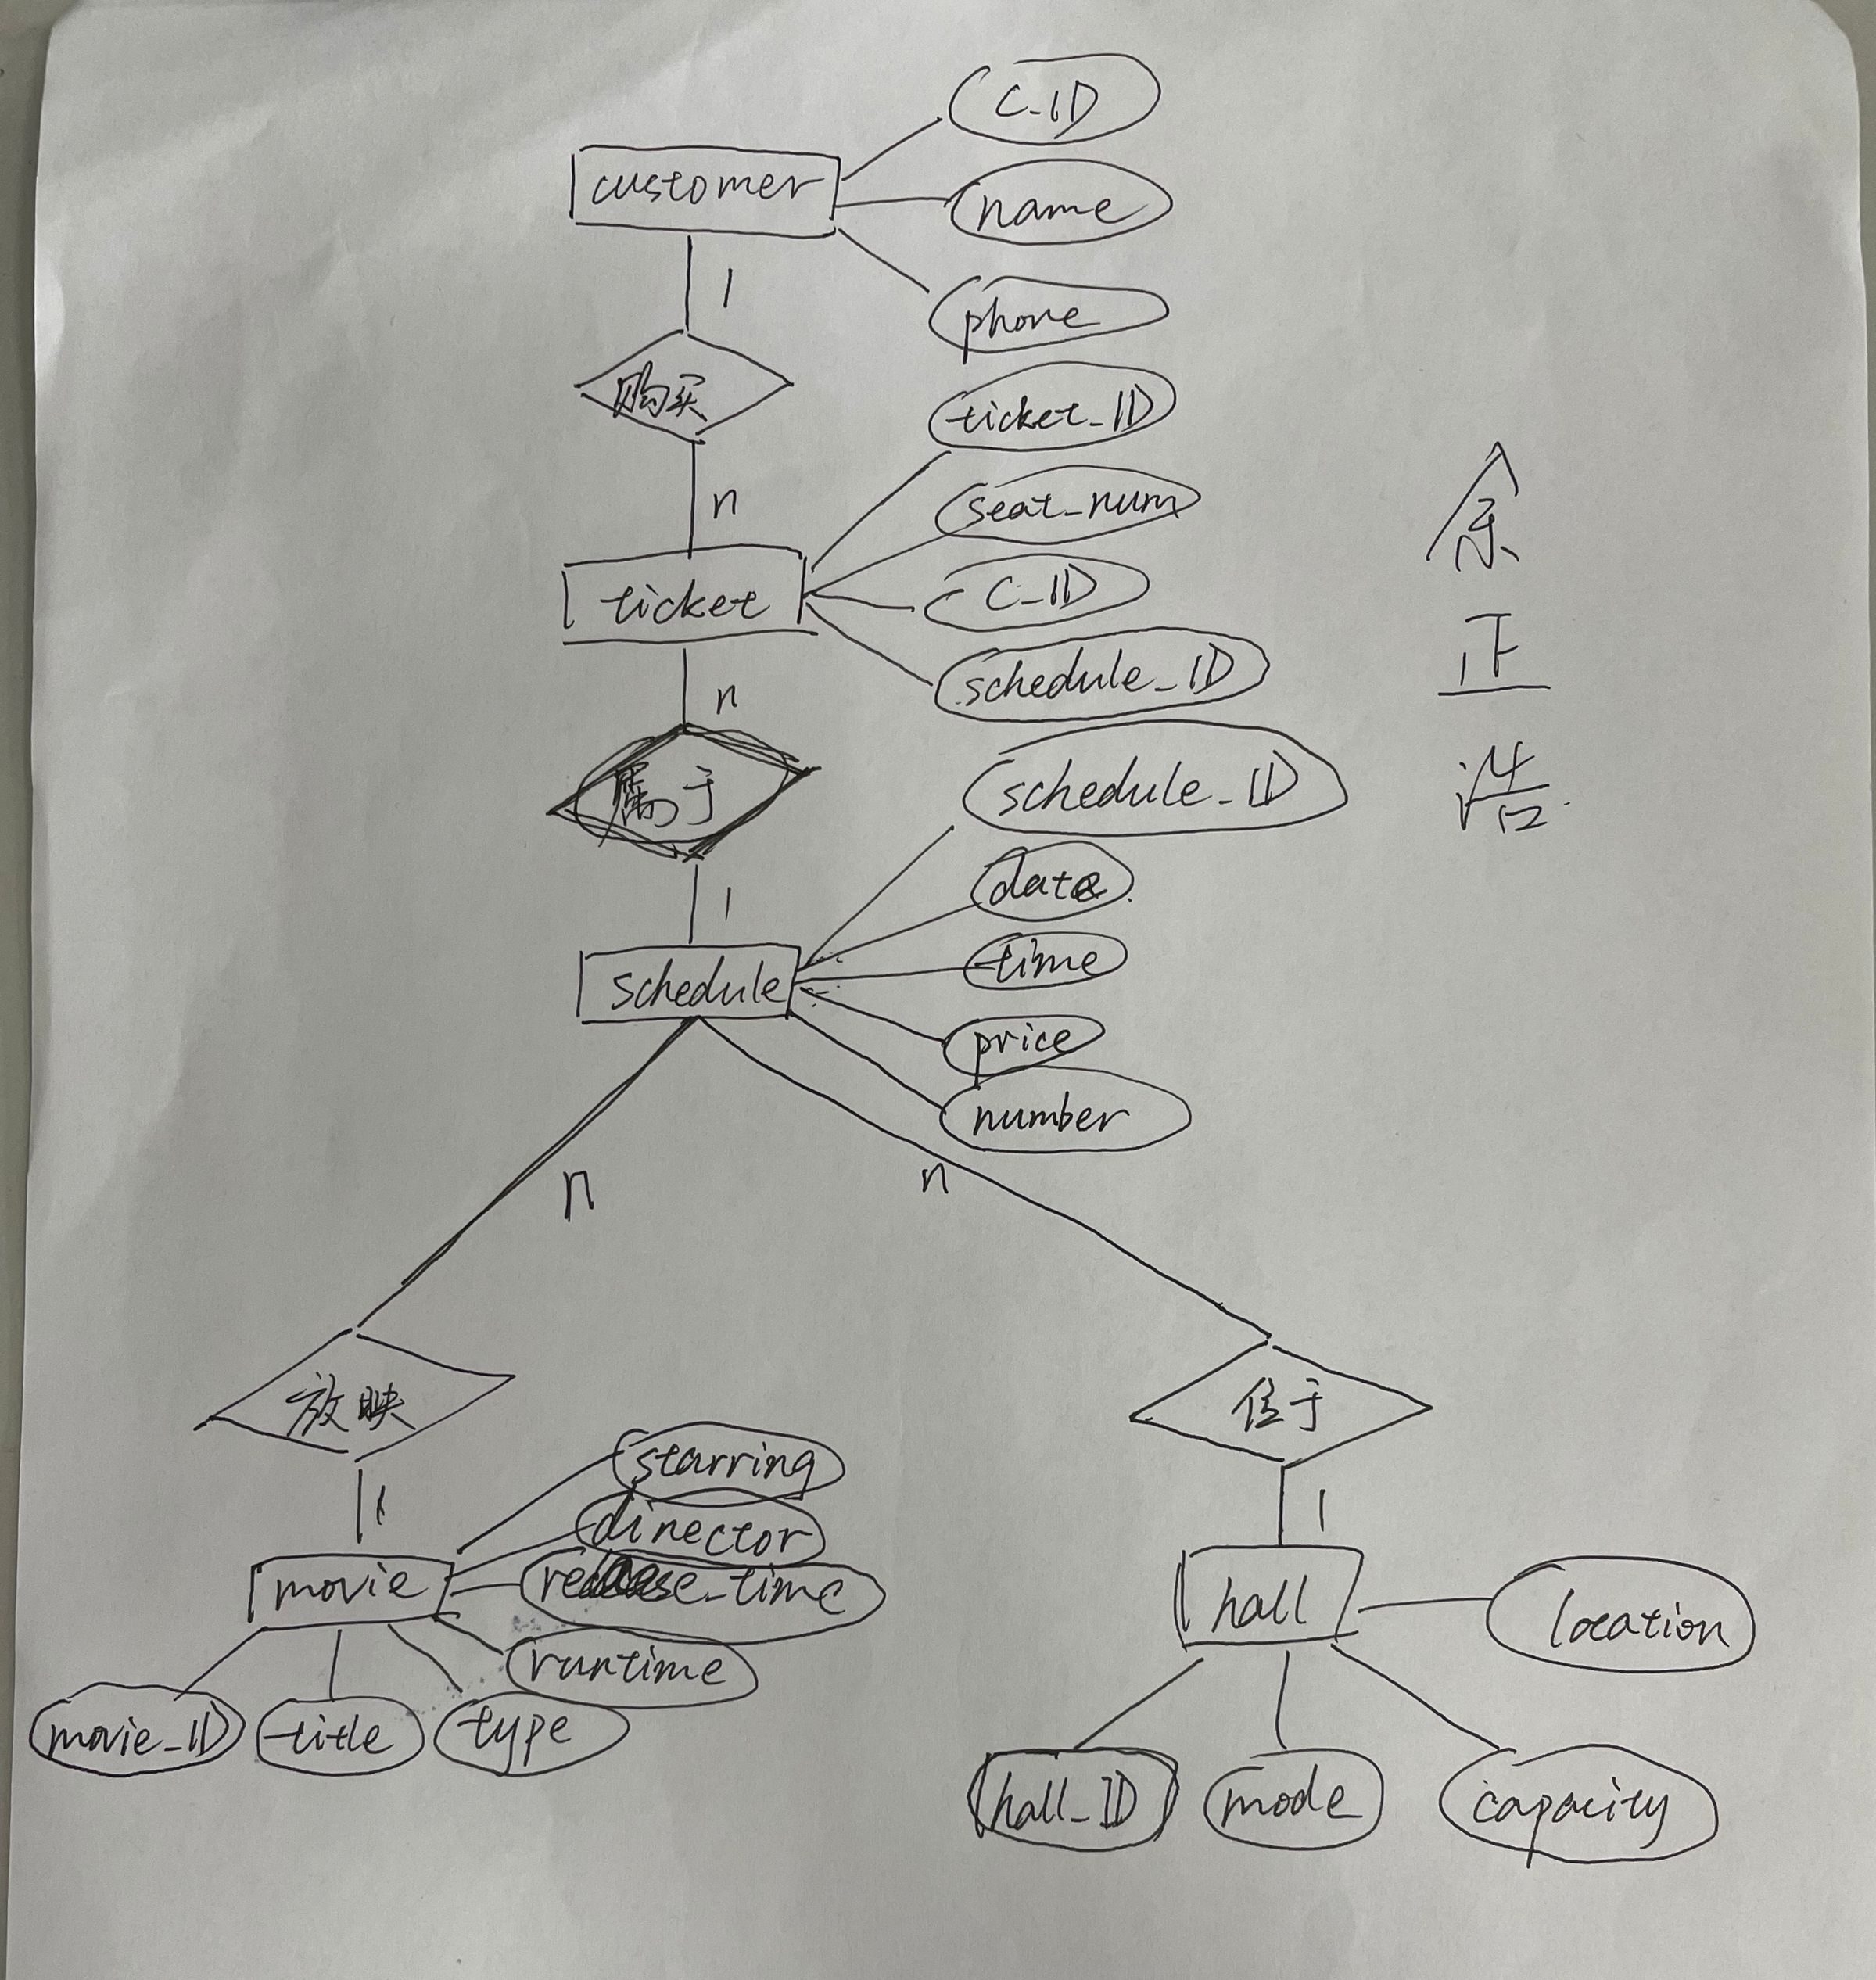 C_ID
customer
name
1
phone
购买
ticket_ID
n
seat_num
ticket
C_ID
schedule_ID
n
属于
schedule_ID
1
date
schedule
time
price
number
n
n
放映
位于
1
starring
director
movie
release_time
runtime
movie_ID
title
type
1
hall
location
hall_ID
mode
capacity
余
正
浩